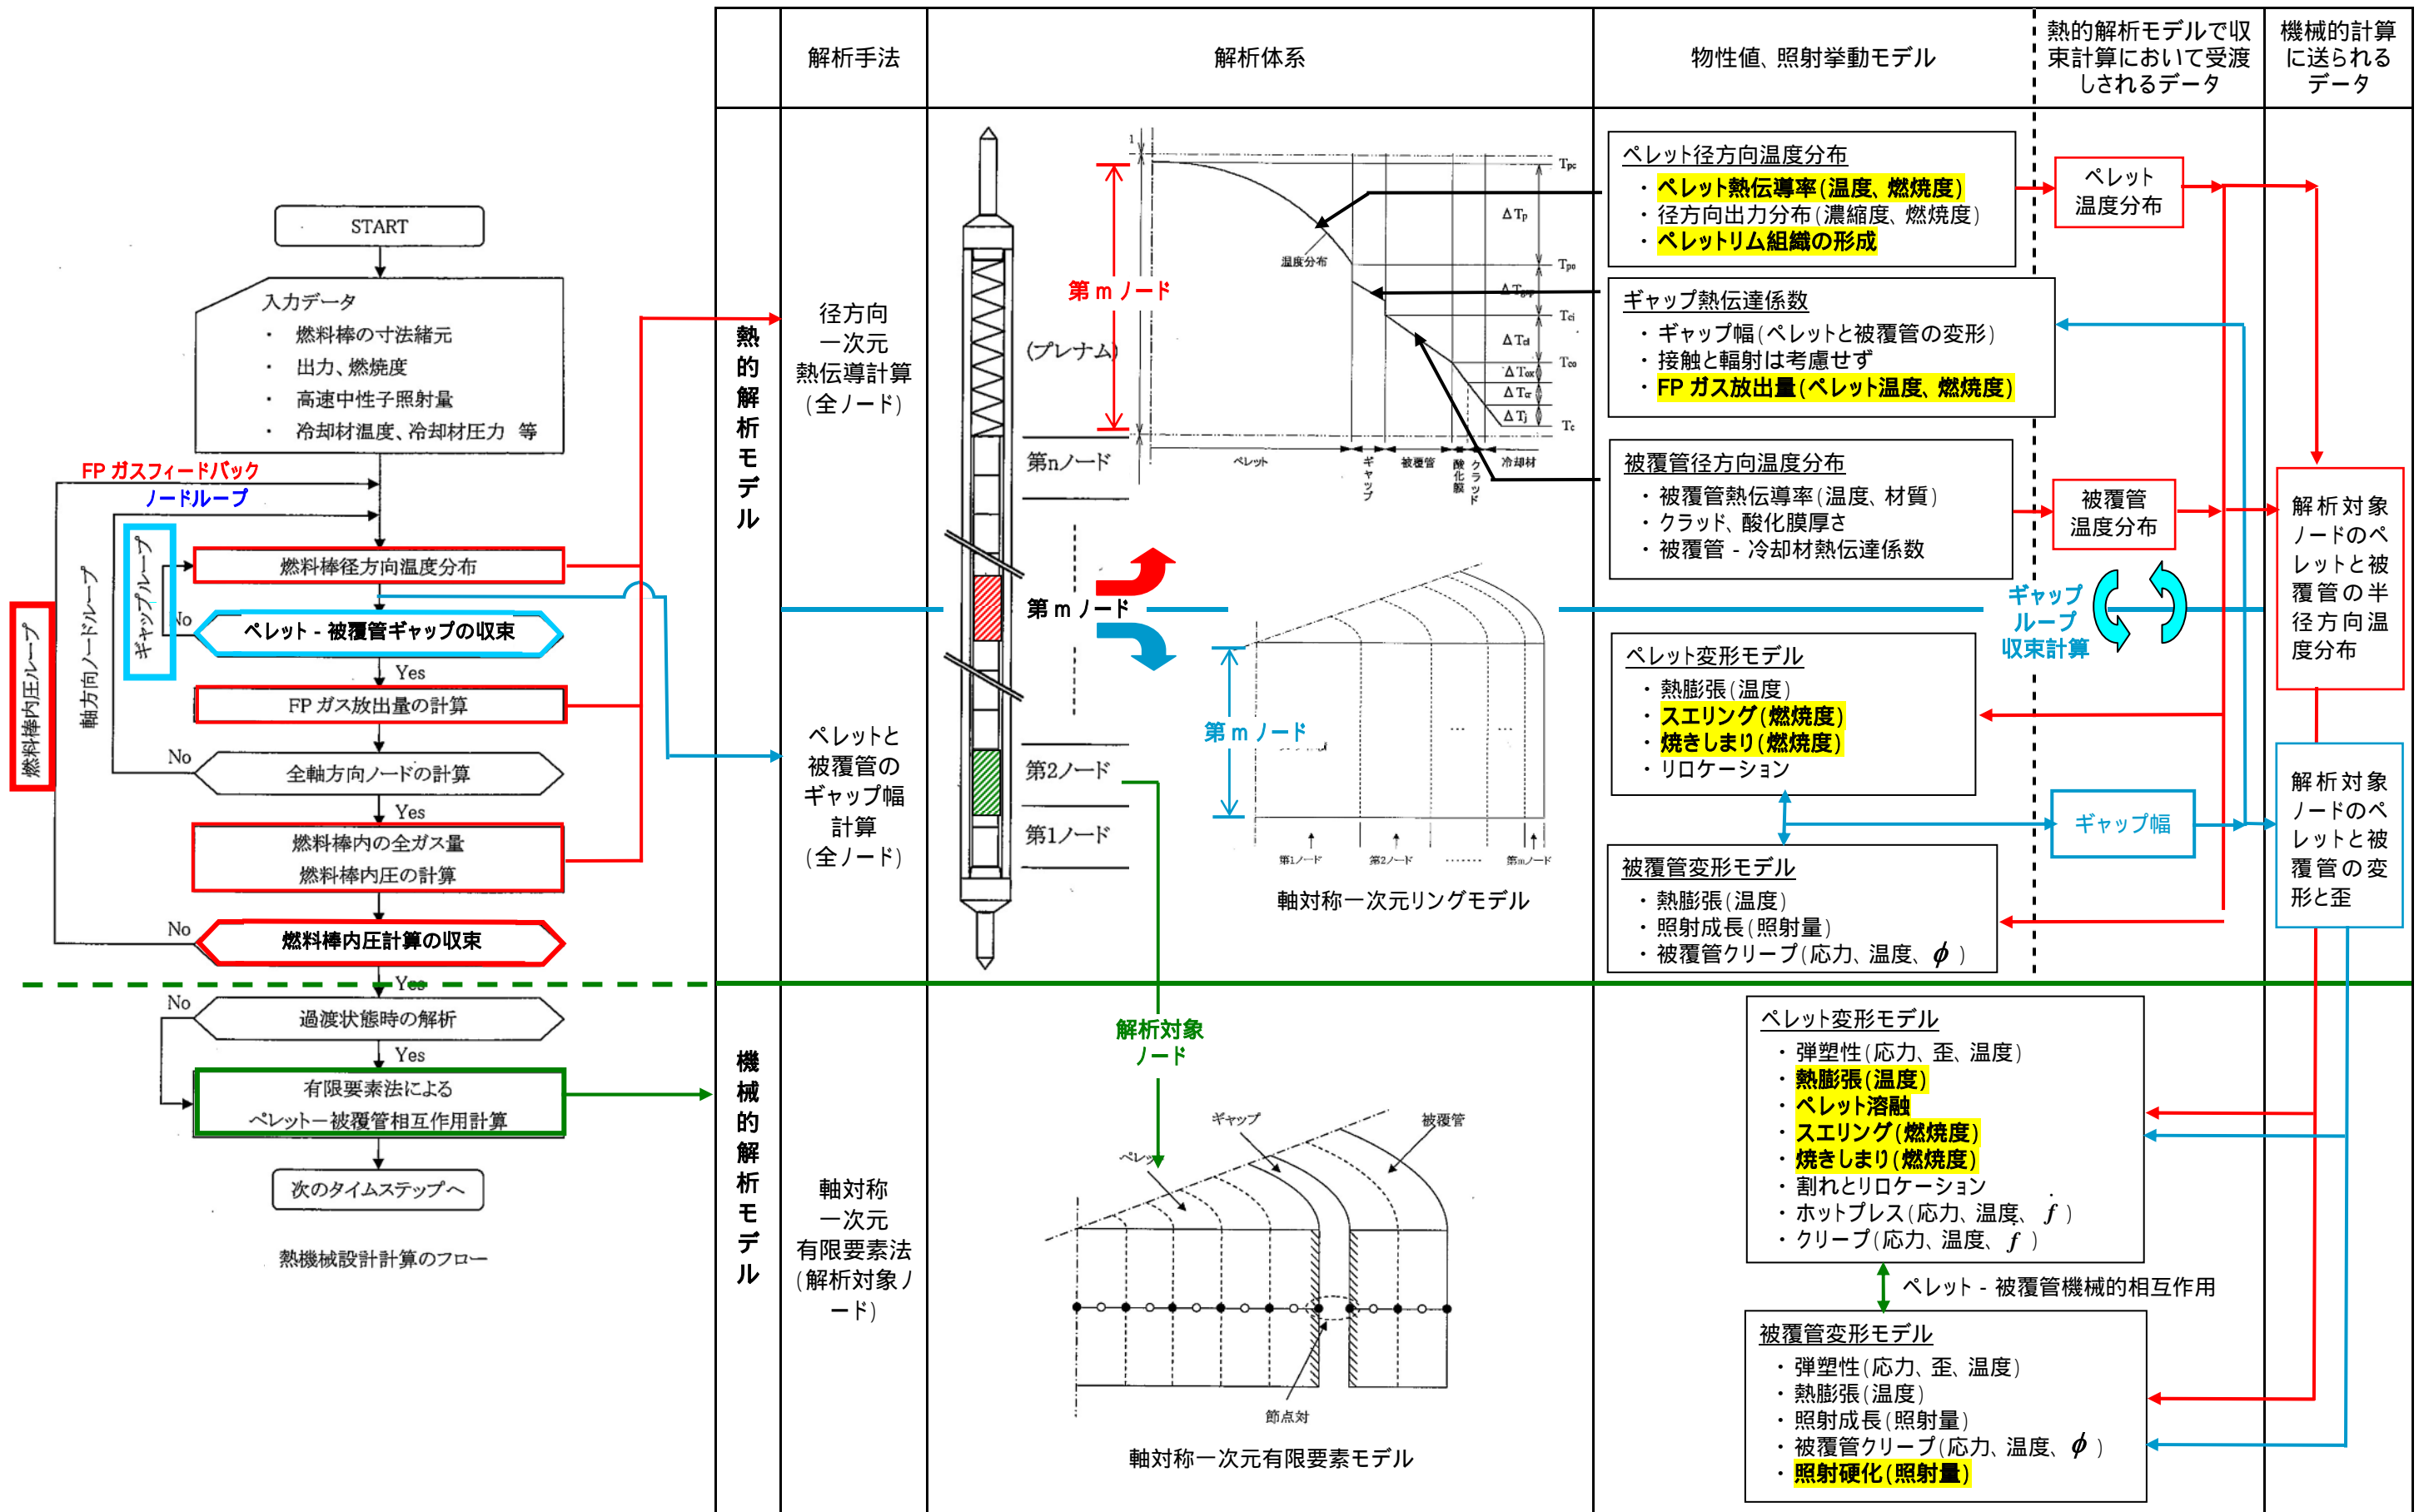 START
入力データ
・ 燃料棒の寸法緒元
・ 出力、燃焼度
・ 高速中性子照射量
・ 冷却材温度、冷却材圧力 等
FP ガスフィードバック
ノードループ
ギャップループ
軸方向ノードループ
燃料棒内圧ループ
燃料棒径方向温度分布
No
ペレット - 被覆管ギャップの収束
Yes
FP ガス放出量の計算
No
全軸方向ノードの計算
Yes
燃料棒内の全ガス量
燃料棒内圧の計算
No
燃料棒内圧計算の収束
Yes
No
過渡状態時の解析
Yes
有限要素法による
ペレット－被覆管相互作用計算
次のタイムステップへ
熱機械設計計算のフロー
解析手法
解析体系
物性値、照射挙動モデル
熱的解析モデルで収
束計算において受渡
しされるデータ
機械的計算
に送られる
データ
熱的解析モデル
径方向
一次元
熱伝導計算
(全ノード)
ペレットと
被覆管の
ギャップ幅
計算
(全ノード)
(プレナム)
第nノード
第 m ノード
第2ノード
第1ノード
第 m ノード
1
温度分布
Tpc
ΔTp
Tpo
ΔTgap
Tci
ΔTcl
Tco
ΔTox
ΔTcr
ΔTf
Tc
ペレット
ギャップ
被覆管
酸化膜
クラッド
冷却材
第 m ノード
第1ノード
第2ノード
‥‥‥
第mノード
軸対称一次元リングモデル
ペレット径方向温度分布
・ペレット熱伝導率(温度、燃焼度)
・径方向出力分布(濃縮度、燃焼度)
・ペレットリム組織の形成
ギャップ熱伝達係数
・ギャップ幅(ペレットと被覆管の変形)
・接触と輻射は考慮せず
・FP ガス放出量(ペレット温度、燃焼度)
被覆管径方向温度分布
・被覆管熱伝導率(温度、材質)
・クラッド、酸化膜厚さ
・被覆管 - 冷却材熱伝達係数
ペレット
温度分布
被覆管
温度分布
ギャップ
ループ
収束計算
ペレット変形モデル
・熱膨張(温度)
・スエリング(燃焼度)
・焼きしまり(燃焼度)
・リロケーション
ギャップ幅
被覆管変形モデル
・熱膨張(温度)
・照射成長(照射量)
・被覆管クリープ(応力、温度、ϕ )
解析対象
ノードのペ
レットと被
覆管の半
径方向温
度分布
解析対象
ノードのペ
レットと被
覆管の変
形と歪
機械的解析モデル
軸対称
一次元
有限要素法
(解析対象ノ
ード)
解析対象
ノード
ギャップ
被覆管
ペレット
節点対
軸対称一次元有限要素モデル
ペレット変形モデル
・弾塑性(応力、歪、温度)
・熱膨張(温度)
・ペレット溶融
・スエリング(燃焼度)
・焼きしまり(燃焼度)
・割れとリロケーション
・ホットプレス(応力、温度、ḟ )
・クリープ(応力、温度、ḟ )
ペレット - 被覆管機械的相互作用
被覆管変形モデル
・弾塑性(応力、歪、温度)
・熱膨張(温度)
・照射成長(照射量)
・被覆管クリープ(応力、温度、ϕ )
・照射硬化(照射量)